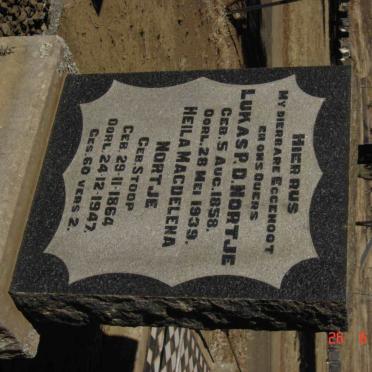 HIER RUS
MY DIERBARE EGGENOOT
EN ONS OUERS
LUKAS P. D. NORTJE
GEB. 5 AUG. 1858.
OORL. 28 MEI 1939,
HEILA MAGDELENA
NORTJE
GEB. STOOP
GEB. 29·11·1864
OORL. 24·12·1947,
GES. 60 VERS 2.